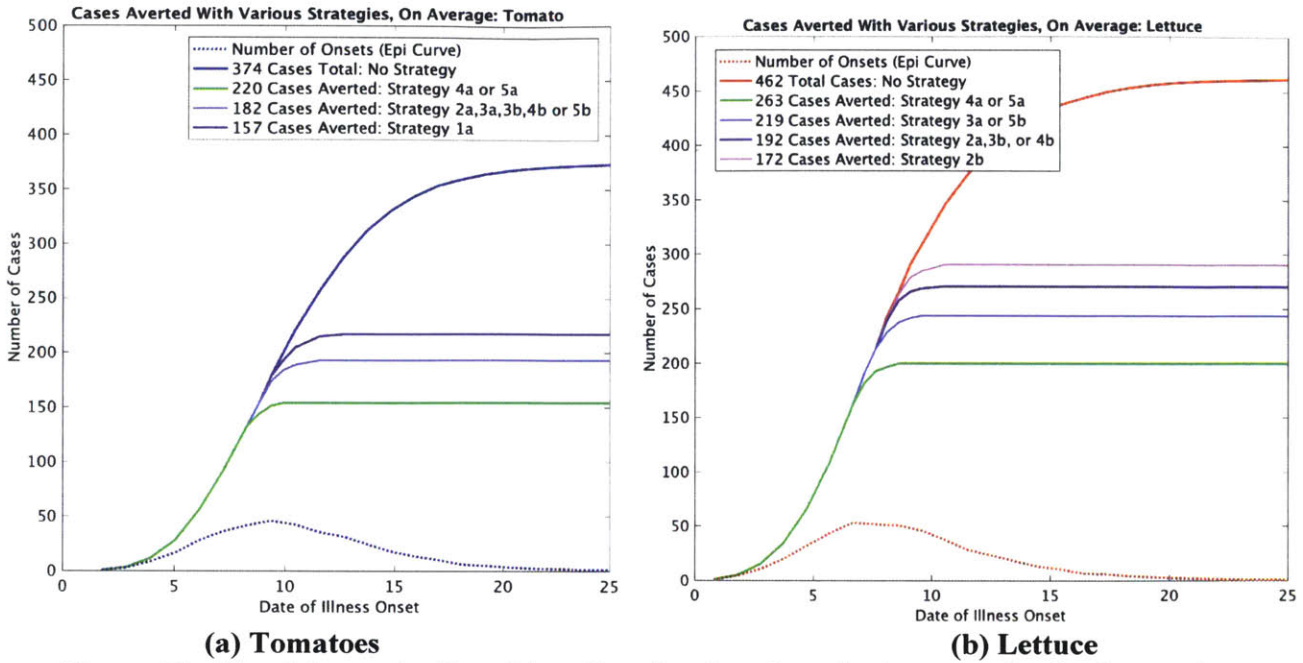 Cases Averted With Various Strategies, On Average: Tomato
500
450
400
350
300
250
200
150
100
50
0
Number of Cases
Number of Onsets (Epi Curve)
374 Cases Total: No Strategy
220 Cases Averted: Strategy 4a or 5a
182 Cases Averted: Strategy 2a,3a,3b,4b or 5b
157 Cases Averted: Strategy 1a
0 5 10 15 20 25
Date of Illness Onset
(a) Tomatoes
Cases Averted With Various Strategies, On Average: Lettuce
500
450
400
350
300
250
200
150
100
50
0
Number of Cases
Number of Onsets (Epi Curve)
462 Total Cases: No Strategy
263 Cases Averted: Strategy 4a or 5a
219 Cases Averted: Strategy 3a or 5b
192 Cases Averted: Strategy 2a,3b, or 4b
172 Cases Averted: Strategy 2b
0 5 10 15 20 25
Date of Illness Onset
(b) Lettuce